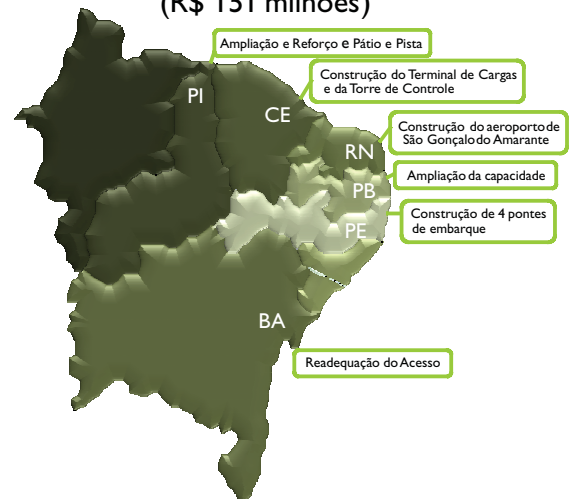 (R$ 131 milhões)
Ampliação e Reforço e Pátio e Pista
PI
Construção do Terminal de Cargas
e da Torre de Controle
CE
Construção do aeroporto de
São Gonçalo do Amarante
RN
Ampliação da capacidade
PB
Construção de 4 pontes
de embarque
PE
BA
Readequação do Acesso